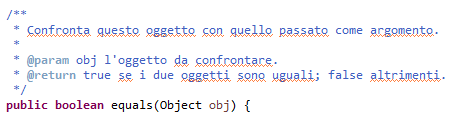 /**
* Confronta questo oggetto con quello passato come argomento.
*
* @param obj l'oggetto da confrontare.
* @return true se i due oggetti sono uguali; false altrimenti.
*/
public boolean equals(Object obj) {